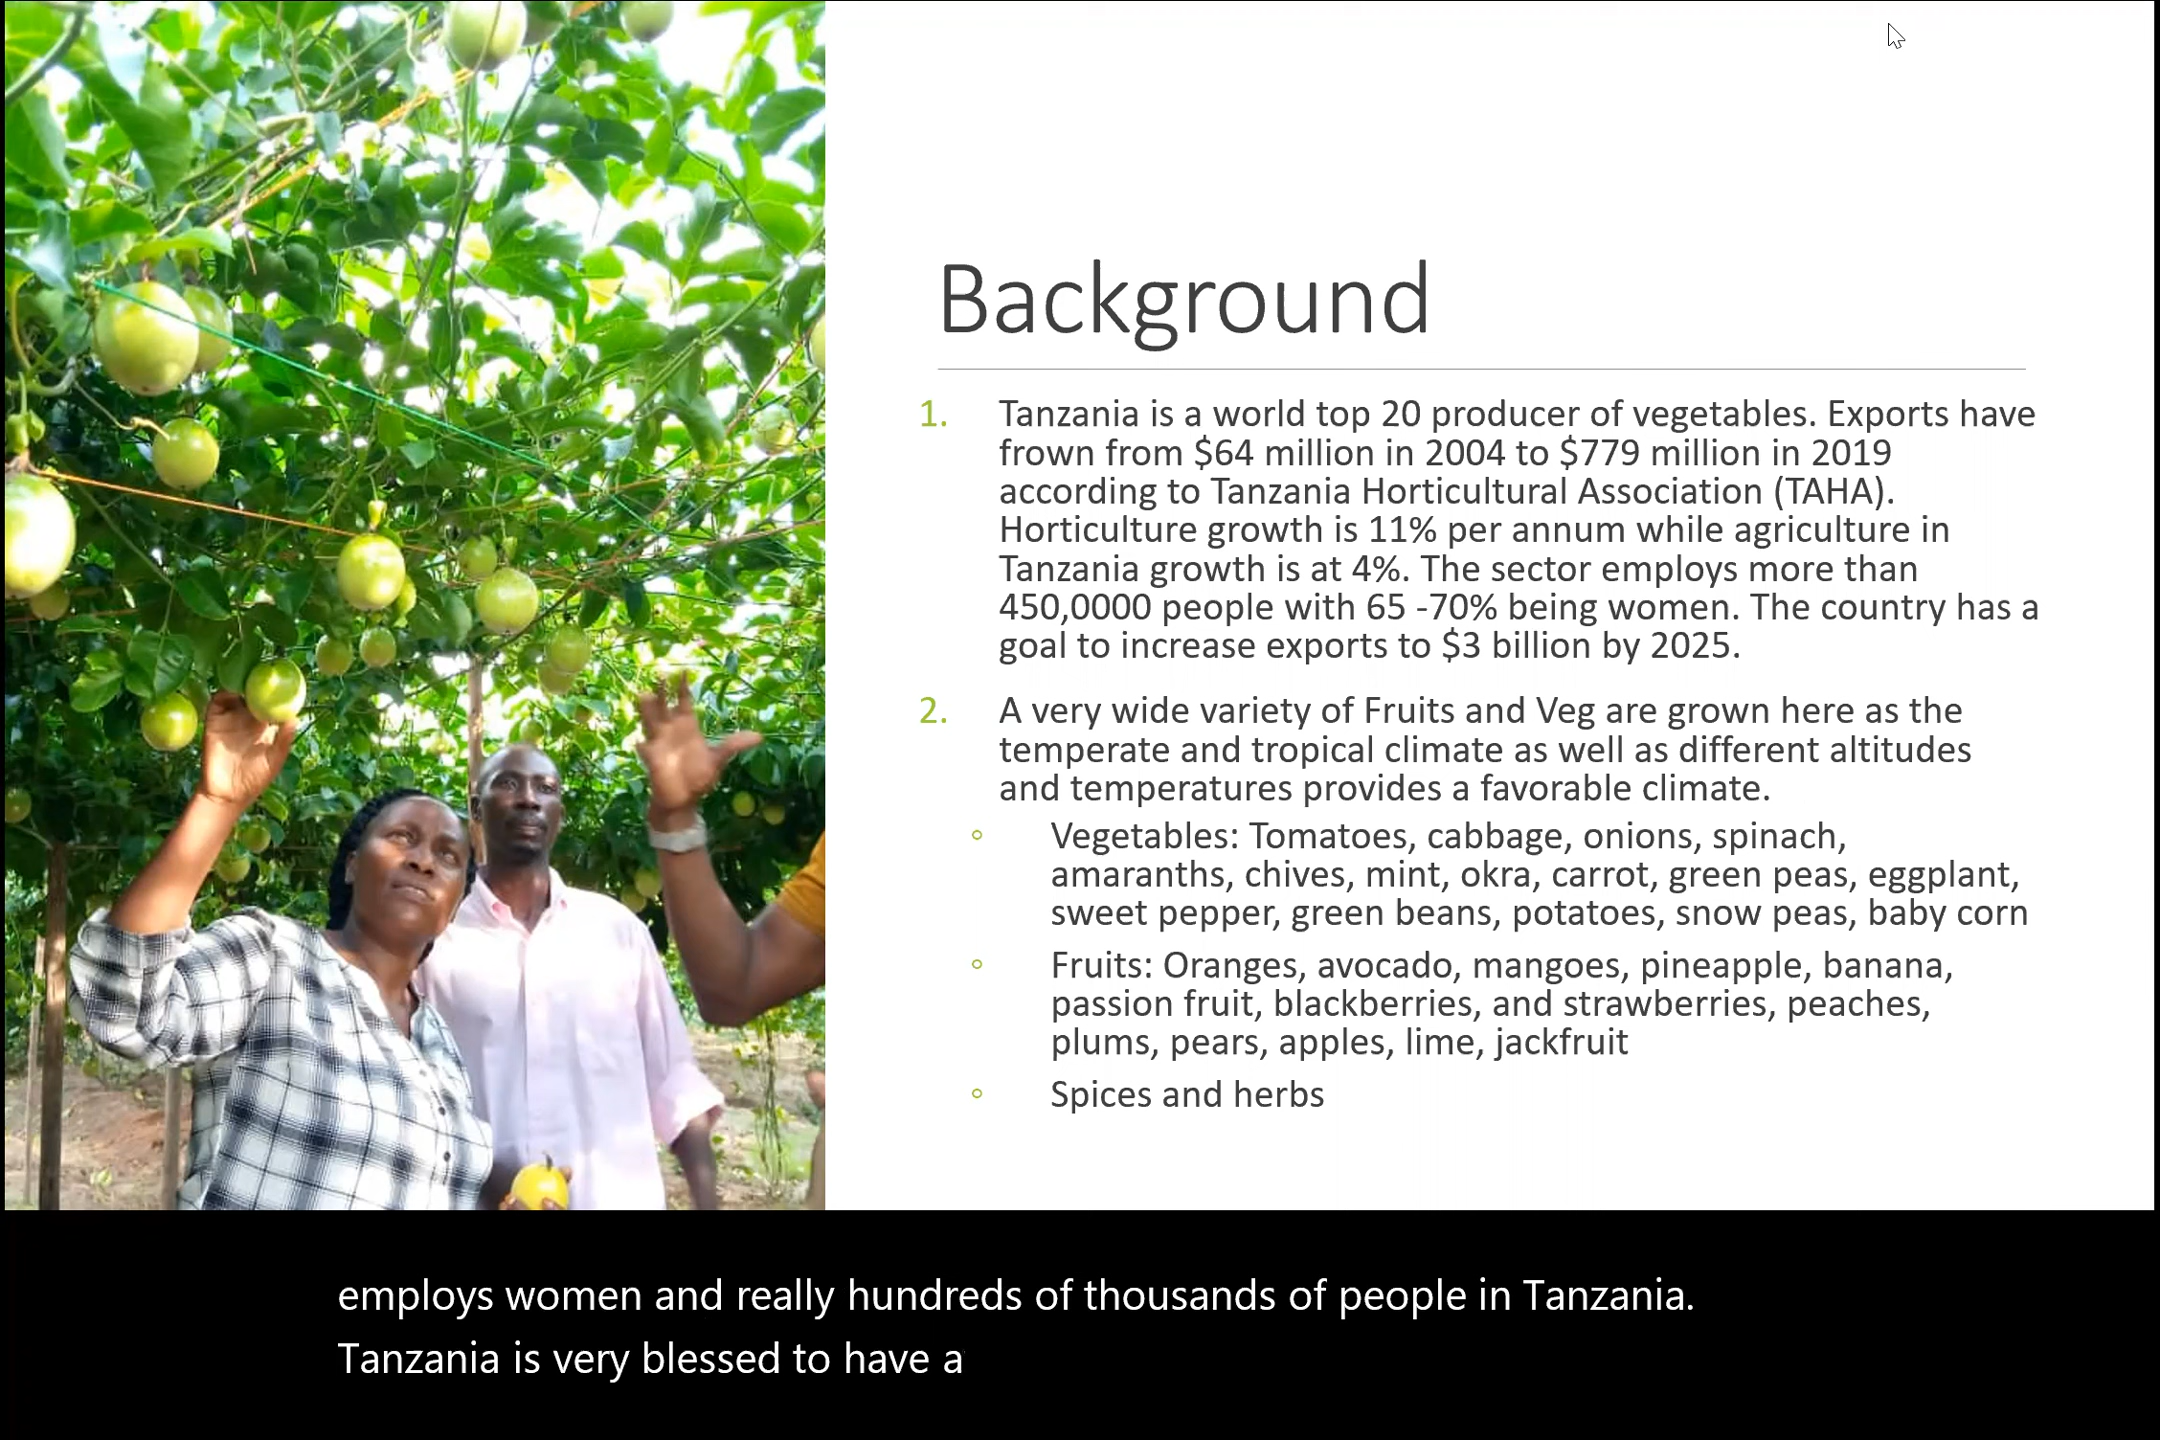 Background
1. Tanzania is a world top 20 producer of vegetables. Exports have
frown from $64 million in 2004 to $779 million in 2019
according to Tanzania Horticultural Association (TAHA).
Horticulture growth is 11% per annum while agriculture in
Tanzania growth is at 4%. The sector employs more than
450,0000 people with 65 -70% being women. The country has a
goal to increase exports to $3 billion by 2025.
2. A very wide variety of Fruits and Veg are grown here as the
temperate and tropical climate as well as different altitudes
and temperatures provides a favorable climate.
◦ Vegetables: Tomatoes, cabbage, onions, spinach,
amaranths, chives, mint, okra, carrot, green peas, eggplant,
sweet pepper, green beans, potatoes, snow peas, baby corn
◦ Fruits: Oranges, avocado, mangoes, pineapple, banana,
passion fruit, blackberries, and strawberries, peaches,
plums, pears, apples, lime, jackfruit
◦ Spices and herbs
employs women and really hundreds of thousands of people in Tanzania.
Tanzania is very blessed to have a